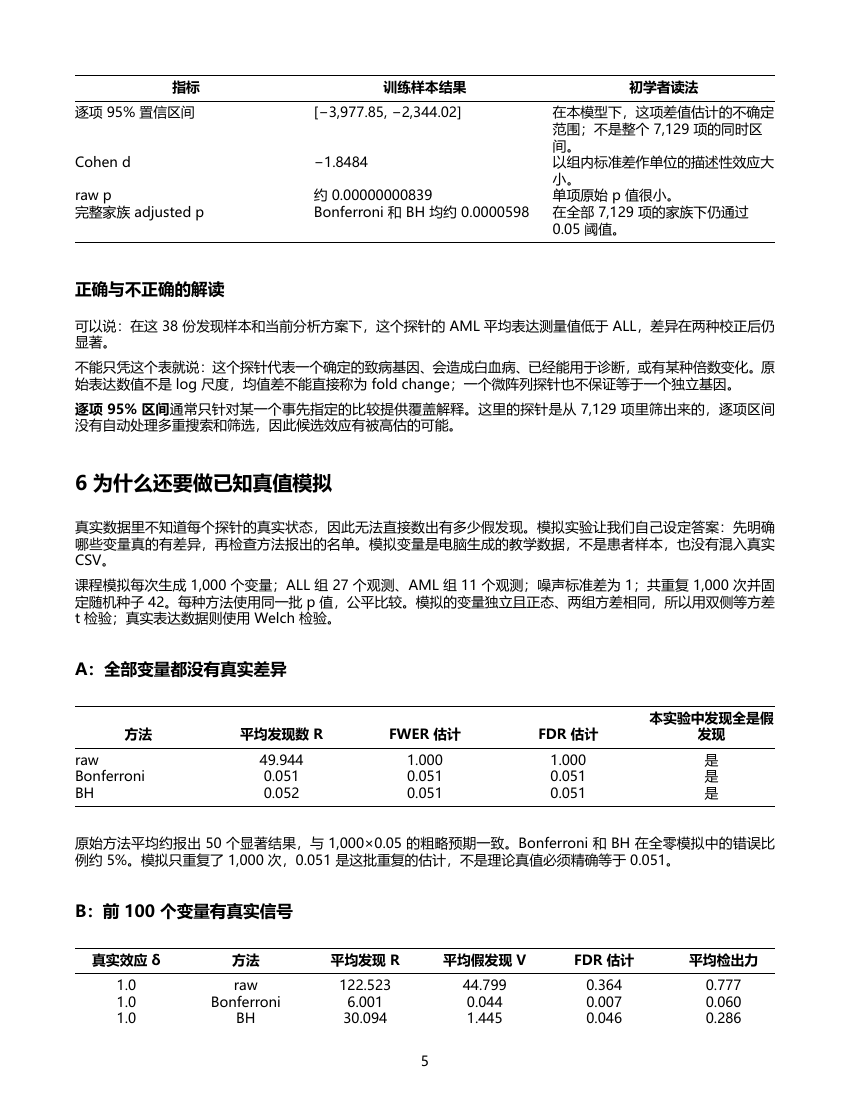 指标 训练样本结果 初学者读法
逐项 95% 置信区间 [−3,977.85, −2,344.02] 在本模型下，这项差值估计的不确定
范围；不是整个 7,129 项的同时区
间。
Cohen d −1.8484 以组内标准差作单位的描述性效应大
小。
raw p 约 0.00000000839 单项原始 p 值很小。
完整家族 adjusted p Bonferroni 和 BH 均约 0.0000598 在全部 7,129 项的家族下仍通过
0.05 阈值。
正确与不正确的解读
可以说：在这 38 份发现样本和当前分析方案下，这个探针的 AML 平均表达测量值低于 ALL，差异在两种校正后仍
显著。
不能只凭这个表就说：这个探针代表一个确定的致病基因、会造成白血病、已经能用于诊断，或有某种倍数变化。原
始表达数值不是 log 尺度，均值差不能直接称为 fold change；一个微阵列探针也不保证等于一个独立基因。
逐项 95% 区间通常只针对某一个事先指定的比较提供覆盖解释。这里的探针是从 7,129 项里筛出来的，逐项区间
没有自动处理多重搜索和筛选，因此候选效应有被高估的可能。
6 为什么还要做已知真值模拟
真实数据里不知道每个探针的真实状态，因此无法直接数出有多少假发现。模拟实验让我们自己设定答案：先明确
哪些变量真的有差异，再检查方法报出的名单。模拟变量是电脑生成的教学数据，不是患者样本，也没有混入真实
CSV。
课程模拟每次生成 1,000 个变量；ALL 组 27 个观测、AML 组 11 个观测；噪声标准差为 1；共重复 1,000 次并固
定随机种子 42。每种方法使用同一批 p 值，公平比较。模拟的变量独立且正态、两组方差相同，所以用双侧等方差
t 检验；真实表达数据则使用 Welch 检验。
A：全部变量都没有真实差异
本实验中发现全是假
方法 平均发现数 R FWER 估计 FDR 估计 发现
raw 49.944 1.000 1.000 是
Bonferroni 0.051 0.051 0.051 是
BH 0.052 0.051 0.051 是
原始方法平均约报出 50 个显著结果，与 1,000×0.05 的粗略预期一致。Bonferroni 和 BH 在全零模拟中的错误比
例约 5%。模拟只重复了 1,000 次，0.051 是这批重复的估计，不是理论真值必须精确等于 0.051。
B：前 100 个变量有真实信号
真实效应 δ 方法 平均发现 R 平均假发现 V FDR 估计 平均检出力
1.0 raw 122.523 44.799 0.364 0.777
1.0 Bonferroni 6.001 0.044 0.007 0.060
1.0 BH 30.094 1.445 0.046 0.286
5